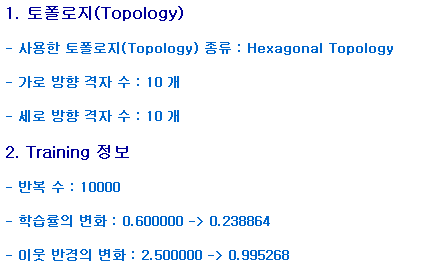 1. 토폴로지(Topology)
- 사용한 토폴로지(Topology) 종류 : Hexagonal Topology
- 가로 방향 격자 수 : 10 개
- 세로 방향 격자 수 : 10 개
2. Training 정보
- 반복 수 : 10000
- 학습률의 변화 : 0.600000 -> 0.238864
- 이웃 반경의 변화 : 2.500000 -> 0.995268